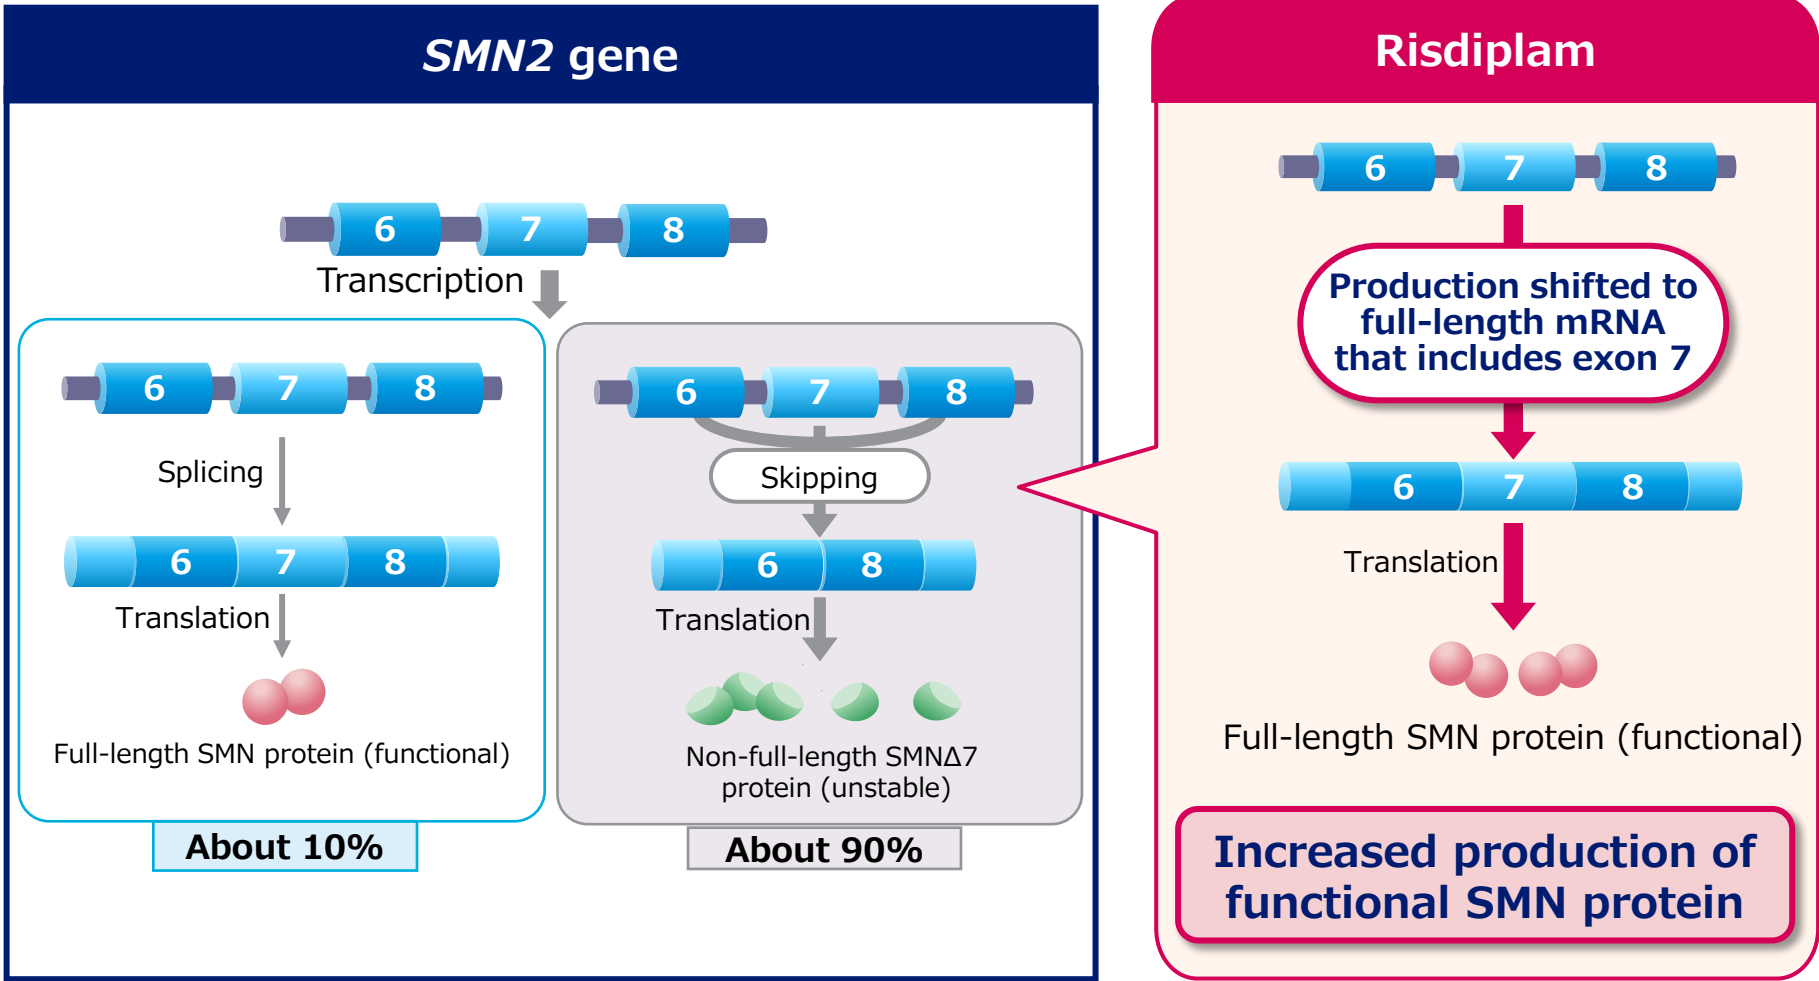 SMN2 gene
6 7 8
Transcription
6 7 8
Splicing
6 7 8
Translation
Full-length SMN protein (functional)
About 10%
6 7 8
Skipping
6 8
Translation
Non-full-length SMNΔ7
protein (unstable)
About 90%
Risdiplam
6 7 8
Production shifted to
full-length mRNA
that includes exon 7
6 7 8
Translation
Full-length SMN protein (functional)
Increased production of
functional SMN protein